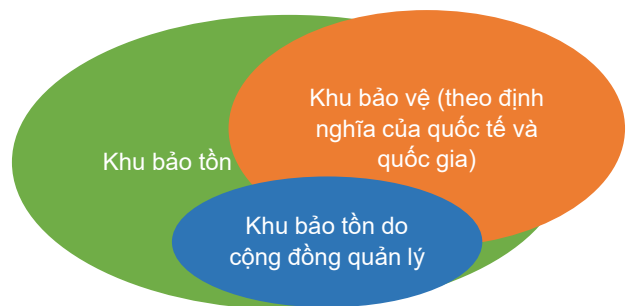 Khu bảo tồn
Khu bảo vệ (theo định
nghĩa của quốc tế và
quốc gia)
Khu bảo tồn do
cộng đồng quản lý